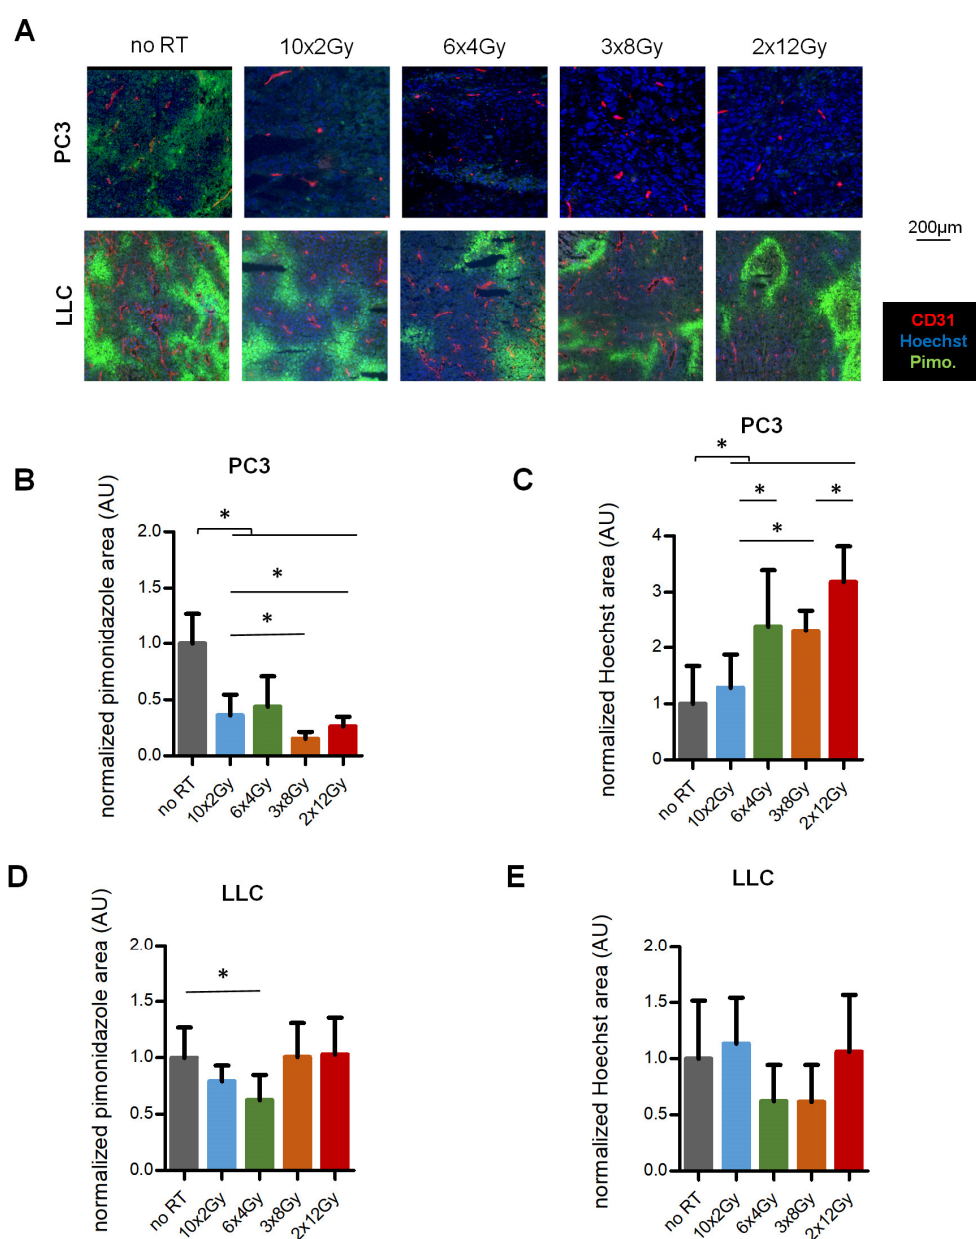 A
no RT
10x2Gy
6x4Gy
3x8Gy
2x12Gy
PC3
LLC
200µm
CD31
Hoechst
Pimo.
B
PC3
normalized pimonidazole area (AU)
2.0
1.5
1.0
0.5
0.0
*
*
*
no RT
10x2Gy
6x4Gy
3x8Gy
2x12Gy
C
PC3
normalized Hoechst area (AU)
4
3
2
1
0
*
*
*
*
no RT
10x2Gy
6x4Gy
3x8Gy
2x12Gy
D
LLC
normalized pimonidazole area (AU)
2.0
1.5
1.0
0.5
0.0
*
no RT
10x2Gy
6x4Gy
3x8Gy
2x12Gy
E
LLC
normalized Hoechst area (AU)
2.0
1.5
1.0
0.5
0.0
no RT
10x2Gy
6x4Gy
3x8Gy
2x12Gy